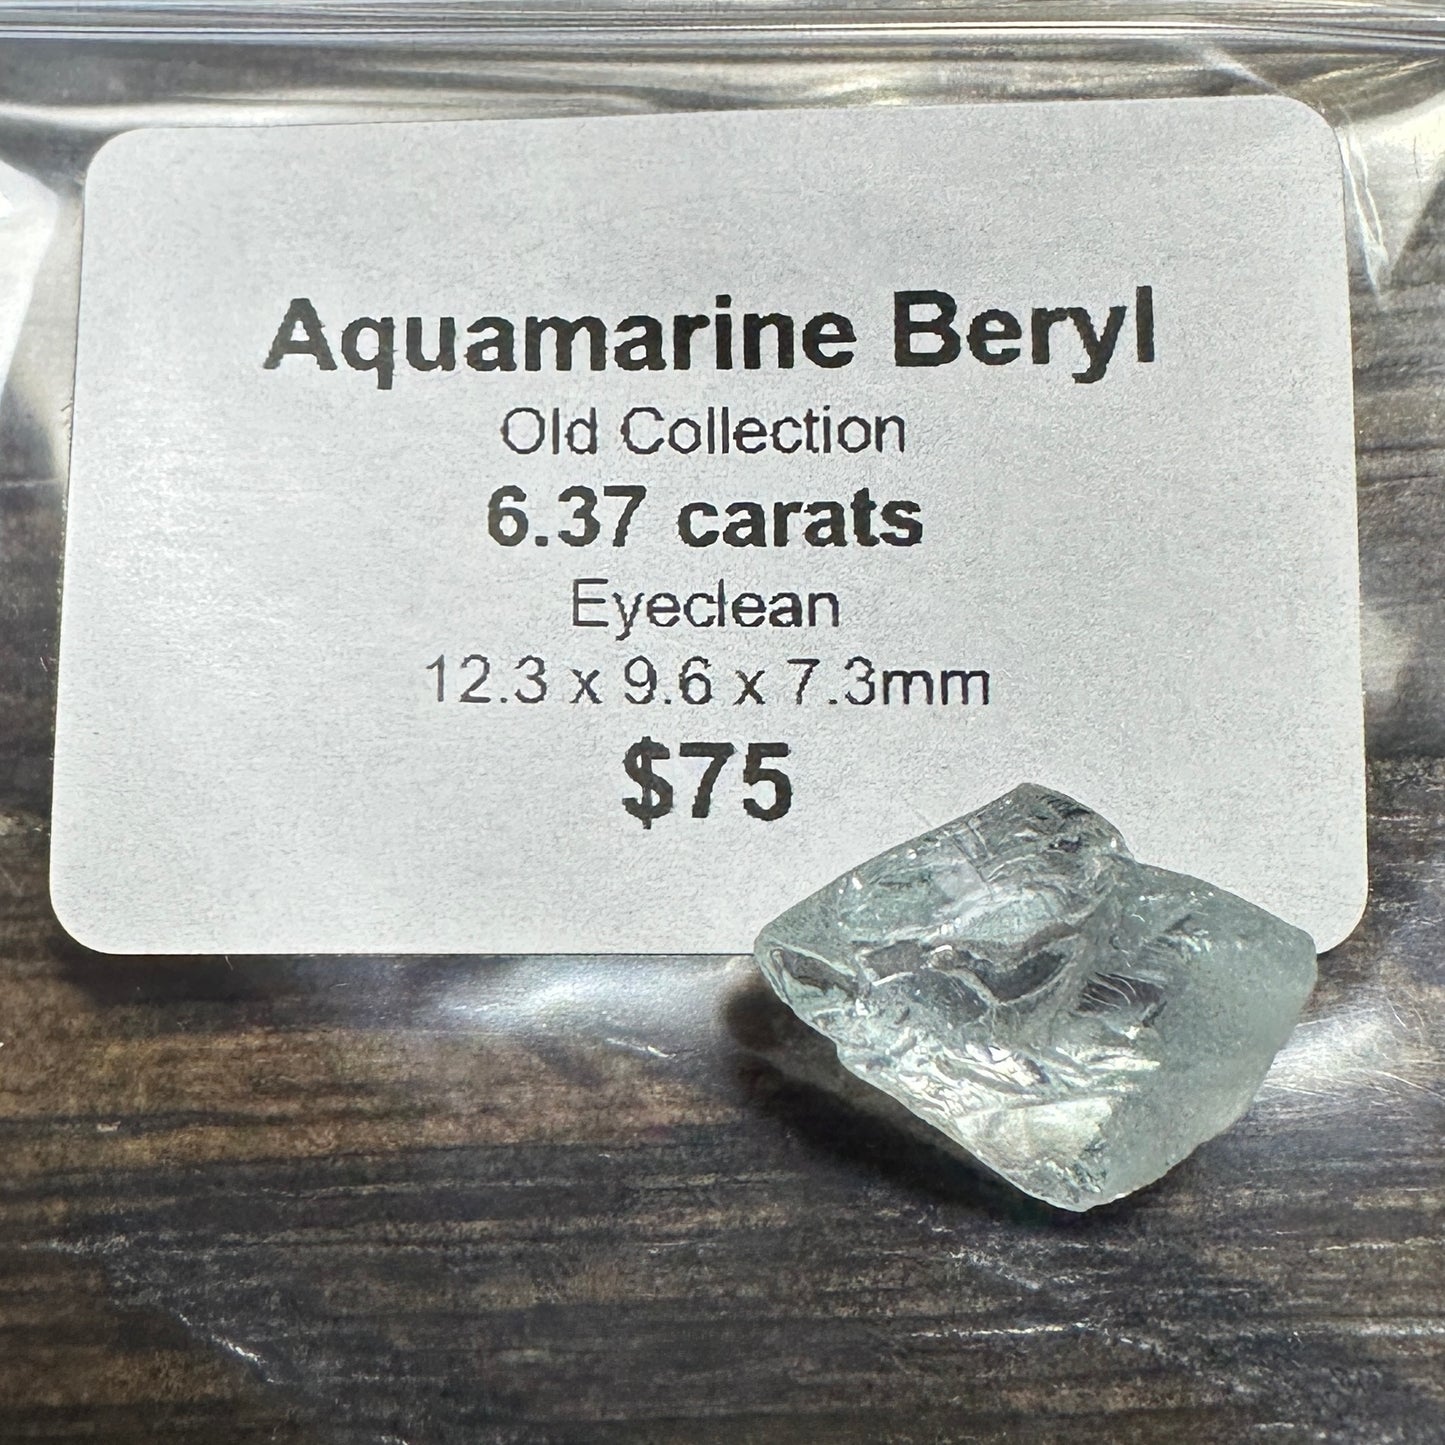 Aquamarine Beryl
Old Collection
6.37 carats
Eyeclean
12.3 x 9.6 x 7.3mm
$75